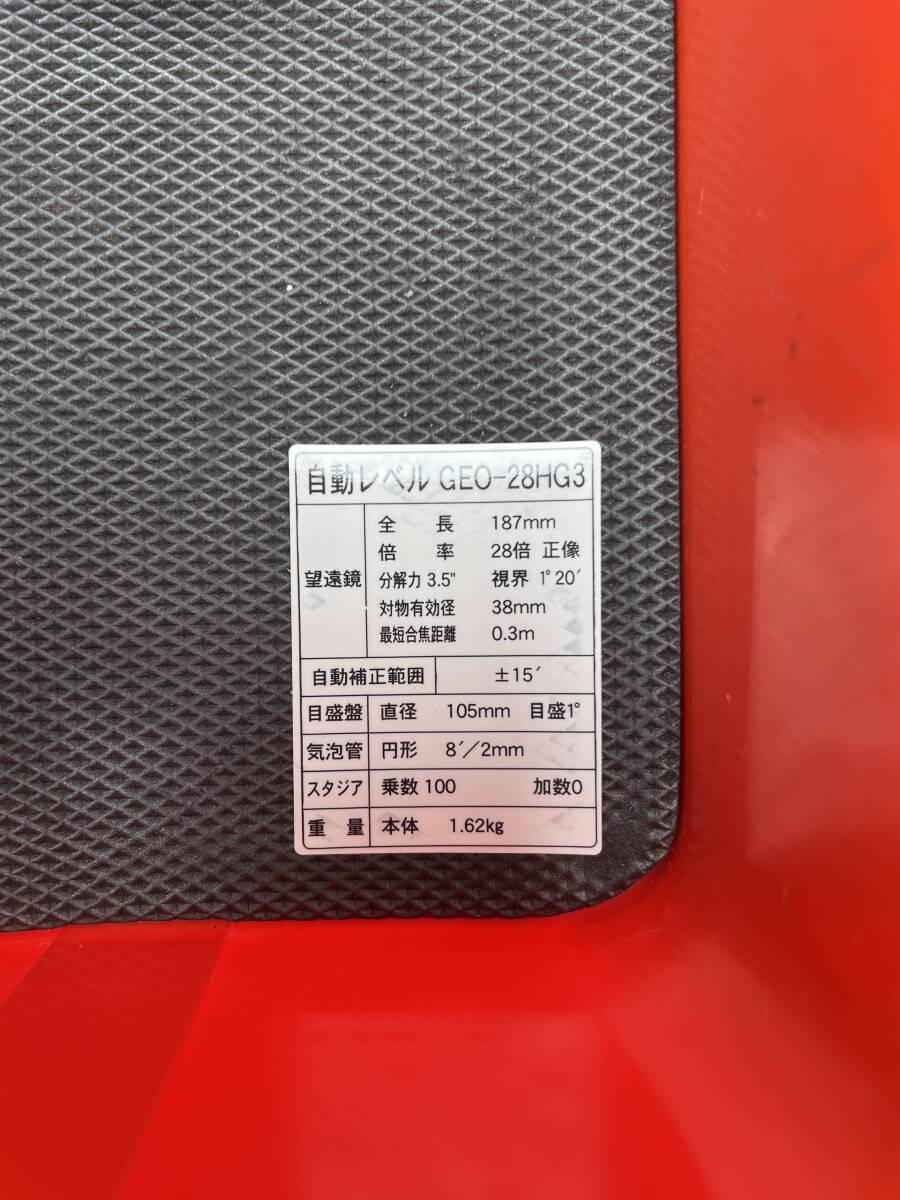 自動レベル GEO-28HG3
望遠鏡 全長 187mm
倍率 28倍 正像
分解力 3.5" 視界 1°20′
対物有効径 38mm
最短合焦距離 0.3m
自動補正範囲 ±15′
目盛盤 直径 105mm 目盛1°
気泡管 円形 8′/2mm
スタジア 乗数 100 加数0
重量 本体 1.62kg